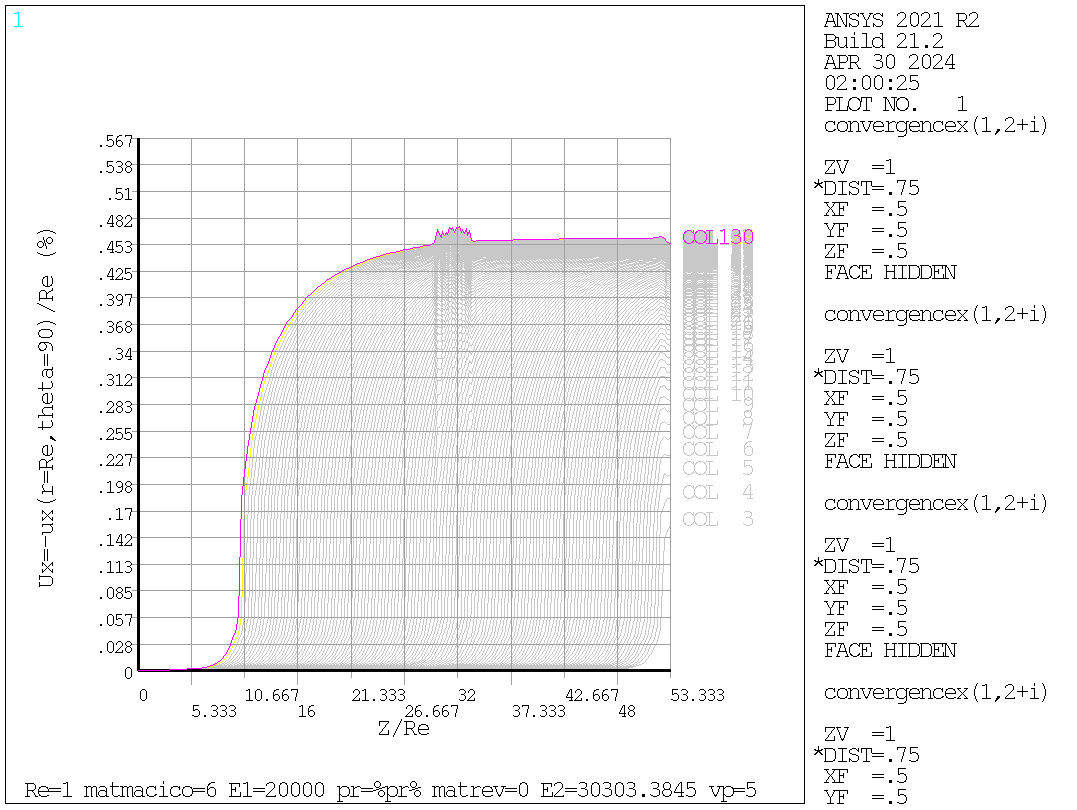 1
ANSYS 2021 R2
Build 21.2
APR 30 2024
02:00:25
PLOT NO.   1
convergencex(1,2+i)
ZV  =1
*DIST=.75
XF  =.5
YF  =.5
ZF  =.5
FACE HIDDEN
convergencex(1,2+i)
ZV  =1
*DIST=.75
XF  =.5
YF  =.5
ZF  =.5
FACE HIDDEN
convergencex(1,2+i)
ZV  =1
*DIST=.75
XF  =.5
YF  =.5
ZF  =.5
FACE HIDDEN
convergencex(1,2+i)
ZV  =1
*DIST=.75
XF  =.5
YF  =.5
Ux=-ux(r=Re,theta=90)/Re (%)
.567
.538
.51
.482
.453
.425
.397
.368
.34
.312
.283
.255
.227
.198
.17
.142
.113
.085
.057
.028
0
COL130
COL  8
COL  7
COL  6
COL  5
COL  4
COL  3
0
5.333
10.667
16
21.333
26.667
32
37.333
42.667
48
53.333
Z/Re
Re=1 matmacico=6 E1=20000 pr=%pr% matrev=0 E2=30303.3845 vp=5